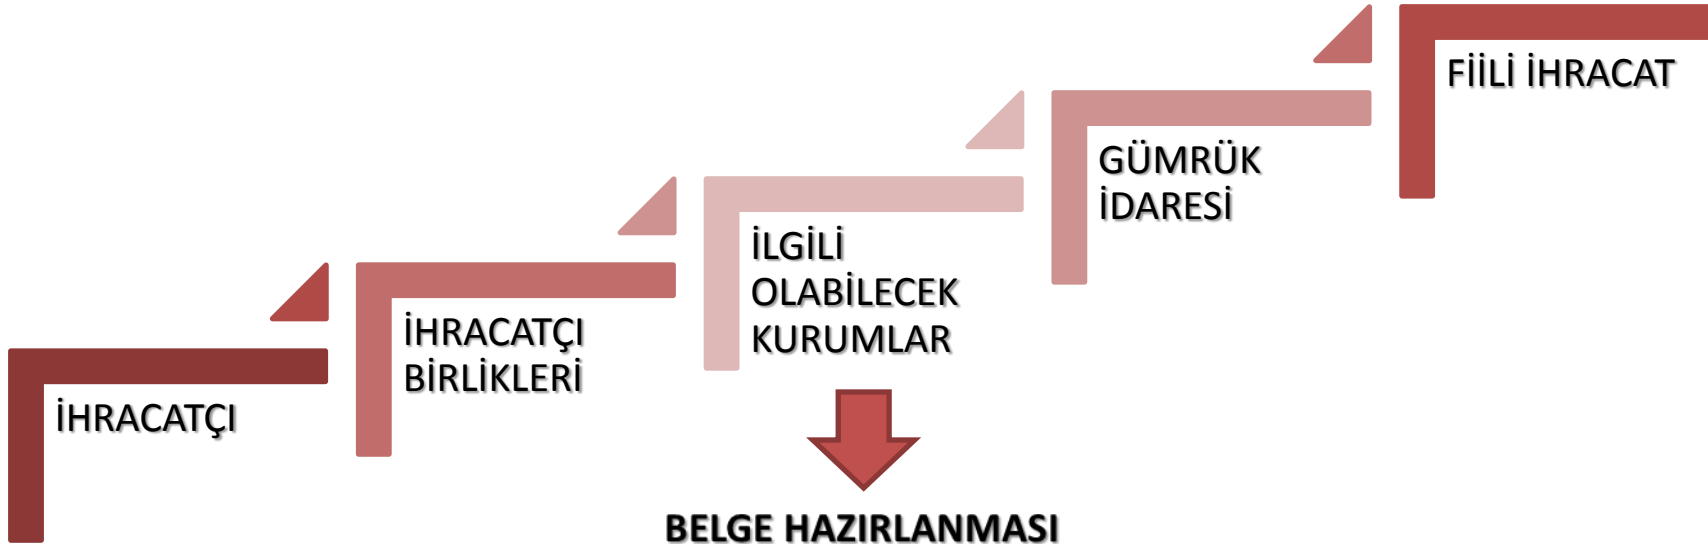 İHRACATÇI
İHRACATÇI
BİRLİKLERİ
İLGİLİ
OLABİLECEK
KURUMLAR
BELGE HAZIRLANMASI
GÜMRÜK
İDARESİ
FİİLİ İHRACAT